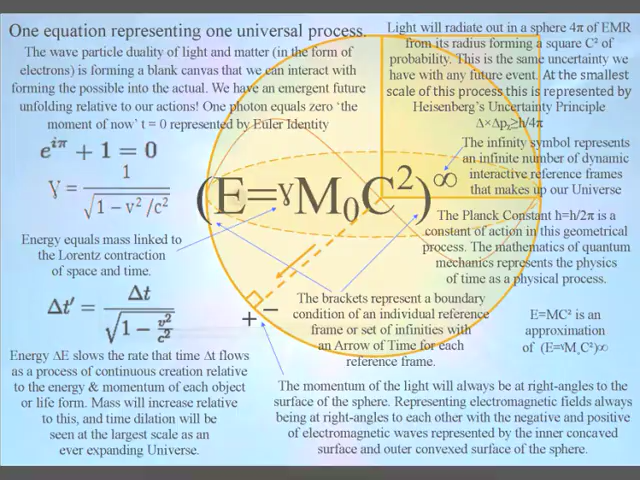 One equation representing one universal process.
The wave particle duality of light and matter (in the form of
electrons) is forming a blank canvas that we can interact with
forming the possible into the actual. We have an emergent future
unfolding relative to our actions! One photon equals zero ‘the
moment of now’ t = 0 represented by Euler Identity
e^{iπ} + 1 = 0
γ = 1 / √(1 − v²/c²)
Energy equals mass linked to
the Lorentz contraction
of space and time.
Δt′ = Δt / √(1 − v²/c²)
Energy ΔE slows the rate that time Δt flows
as a process of continuous creation relative
to the energy & momentum of each object
or life form. Mass will increase relative
to this, and time dilation will be
seen at the largest scale as an
ever expanding Universe.
Light will radiate out in a sphere 4π of EMR
from its radius forming a square C² of
probability. This is the same uncertainty we
have with any future event. At the smallest
scale of this process this is represented by
Heisenberg's Uncertainty Principle
Δ×Δpₓ≥h/4π
The infinity symbol represents
an infinite number of dynamic
interactive reference frames
that makes up our Universe
(E=ɣM₀C²)∞
The Planck Constant h=h/2π is a
constant of action in this geometrical
process. The mathematics of quantum
mechanics represents the physics
of time as a physical process.
The brackets represent a boundary
condition of an individual reference
frame or set of infinities with
an Arrow of Time for each
reference frame.
+ −
E=MC² is an
approximation
of (E=ɣM₀C²)∞
The momentum of the light will always be at right-angles to the
surface of the sphere. Representing electromagnetic fields always
being at right-angles to each other with the negative and positive
of electromagnetic waves represented by the inner concaved
surface and outer convexed surface of the sphere.